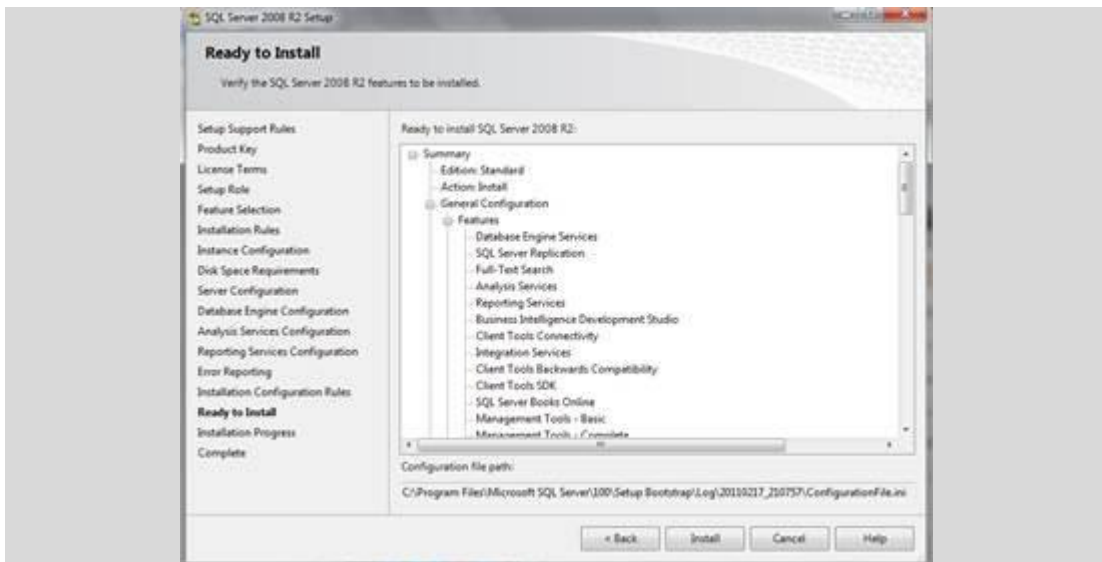 SQL Server 2008 R2 Setup
Ready to Install
Verify the SQL Server 2008 R2 features to be installed.
Setup Support Rules
Product Key
License Terms
Setup Role
Feature Selection
Installation Rules
Instance Configuration
Disk Space Requirements
Server Configuration
Database Engine Configuration
Analysis Services Configuration
Reporting Services Configuration
Error Reporting
Installation Configuration Rules
Ready to Install
Installation Progress
Complete
Ready to install SQL Server 2008 R2:
Summary
Edition: Standard
Action: Install
General Configuration
Features
Database Engine Services
SQL Server Replication
Full-Text Search
Analysis Services
Reporting Services
Business Intelligence Development Studio
Client Tools Connectivity
Integration Services
Client Tools Backwards Compatibility
Client Tools SDK
SQL Server Books Online
Management Tools - Basic
Management Tools - Complete
Configuration file path:
C:\Program Files\Microsoft SQL Server\100\Setup Bootstrap\Log\20110217_210757\ConfigurationFile.ini
< Back
Install
Cancel
Help